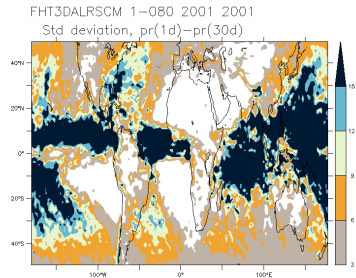 FHT3DALRSCM 1-080 2001 2001
Std deviation, pr(1d)-pr(30d)
40°N
20°N
0°
20°S
40°S
100°W
0°
100°E
15
12
9
6
3